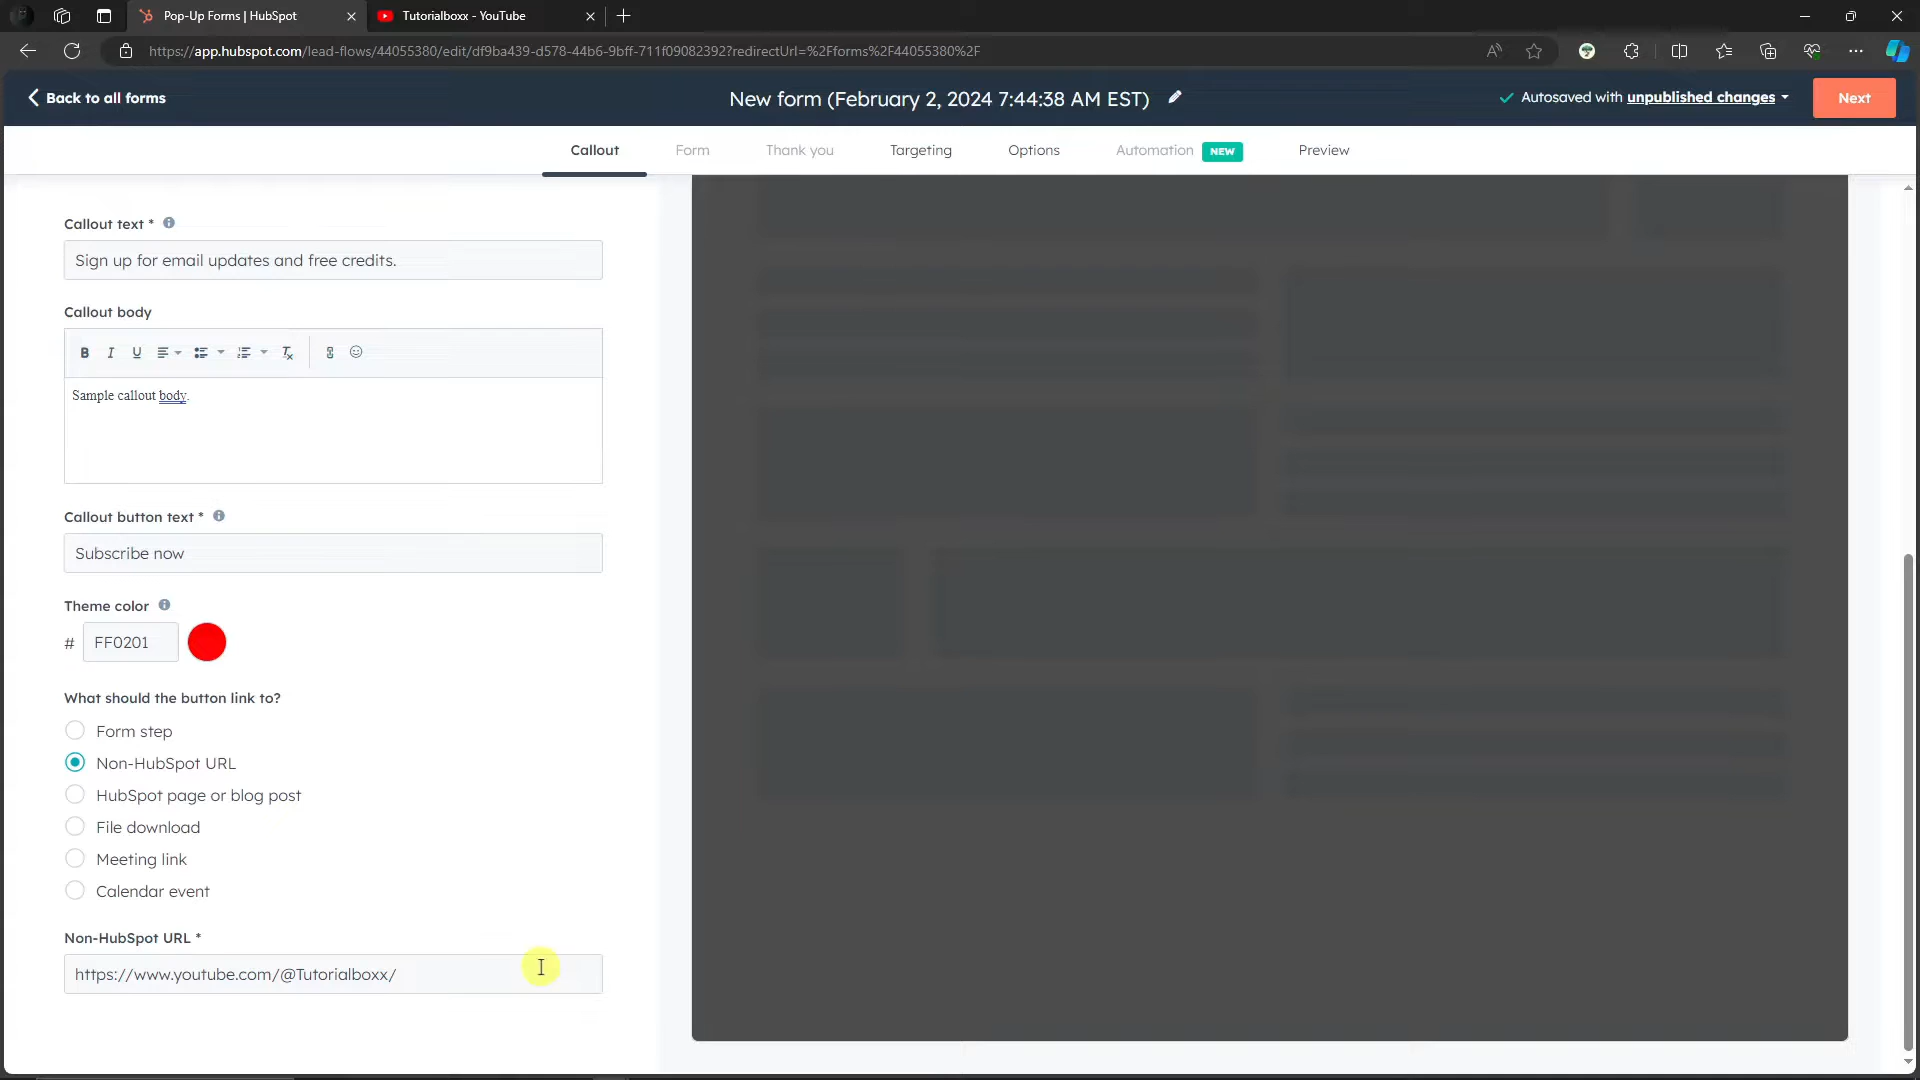 Pop-Up Forms | HubSpot
Tutorialboxx - YouTube
https://app.hubspot.com/lead-flows/44055380/edit/df9ba439-d578-44b6-9bff-711f09082392?redirectUrl=%2Fforms%2F44055380%2F
Back to all forms
New form (February 2, 2024 7:44:38 AM EST)
Autosaved with unpublished changes
Next
Callout
Form
Thank you
Targeting
Options
Automation NEW
Preview
Callout text *
Sign up for email updates and free credits.
Callout body
B I U
Sample callout body.
Callout button text *
Subscribe now
Theme color
# FF0201
What should the button link to?
Form step
Non-HubSpot URL
HubSpot page or blog post
File download
Meeting link
Calendar event
Non-HubSpot URL *
https://www.youtube.com/@Tutorialboxx/